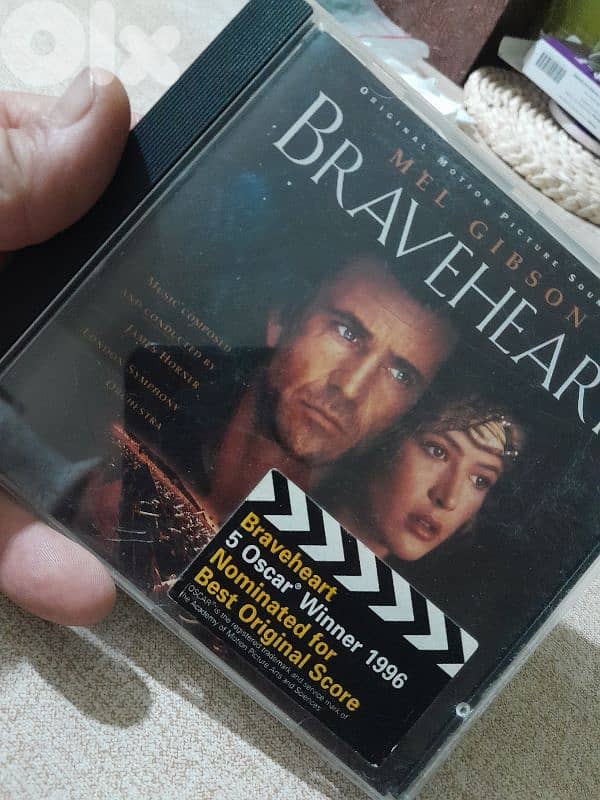 olx
ORIGINAL MOTION PICTURE SOU
MEL GIBSON
BRAVEHEAR
MUSIC COMPOSED
AND CONDUCTED BY
JAMES HORNER
LONDON SYMPHONY
ORCHESTRA
Braveheart
5 Oscar® Winner 1996
Nominated for
Best Original Score
(OSCAR® is the registered trademark and service mark of
the Academy of Motion Picture Arts and Sciences